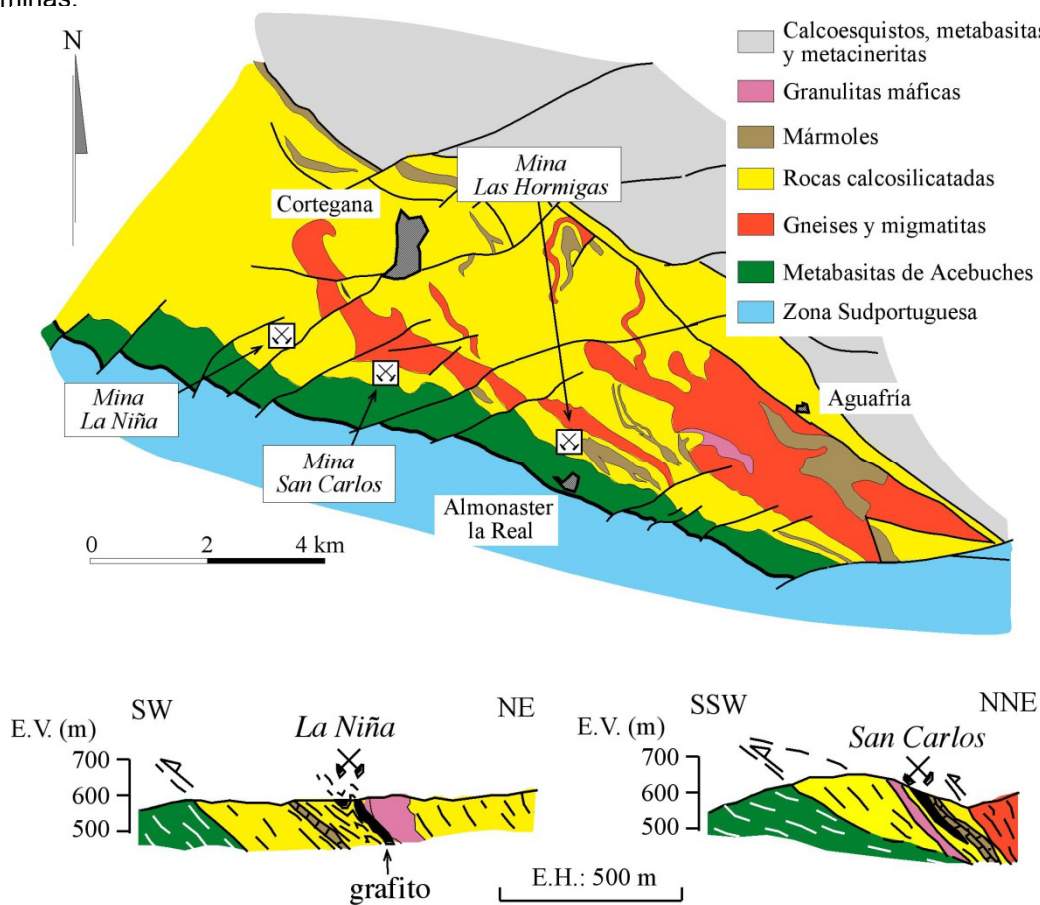 minas.
N
Calcoesquistos, metabasitas
y metacineritas
Granulitas máficas
Mármoles
Rocas calcosilicatadas
Gneises y migmatitas
Metabasitas de Acebuches
Zona Sudportuguesa
Mina
Las Hormigas
Cortegana
Mina
La Niña
Aguafría
Mina
San Carlos
Almonaster
la Real
0 2 4 km
SW NE
E.V. (m)
La Niña
700
600
500
grafito
SSW NNE
E.V. (m)
San Carlos
700
600
500
E.H.: 500 m